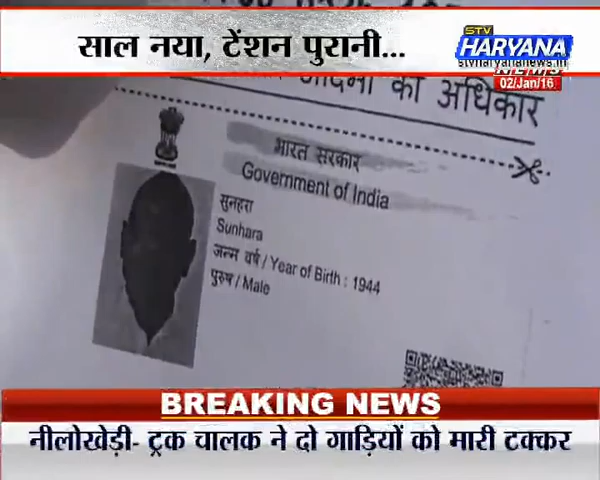 साल नया, टेंशन पुरानी...
STV
HARYANA
stvharyananews.in
NEWS
02/Jan/16
का अधिकार
भारत सरकार
Government of India
सुनहरा
Sunhara
जन्म वर्ष / Year of Birth : 1944
पुरुष / Male
BREAKING NEWS
नीलोखेड़ी- ट्रक चालक ने दो गाड़ियों को मारी टक्कर